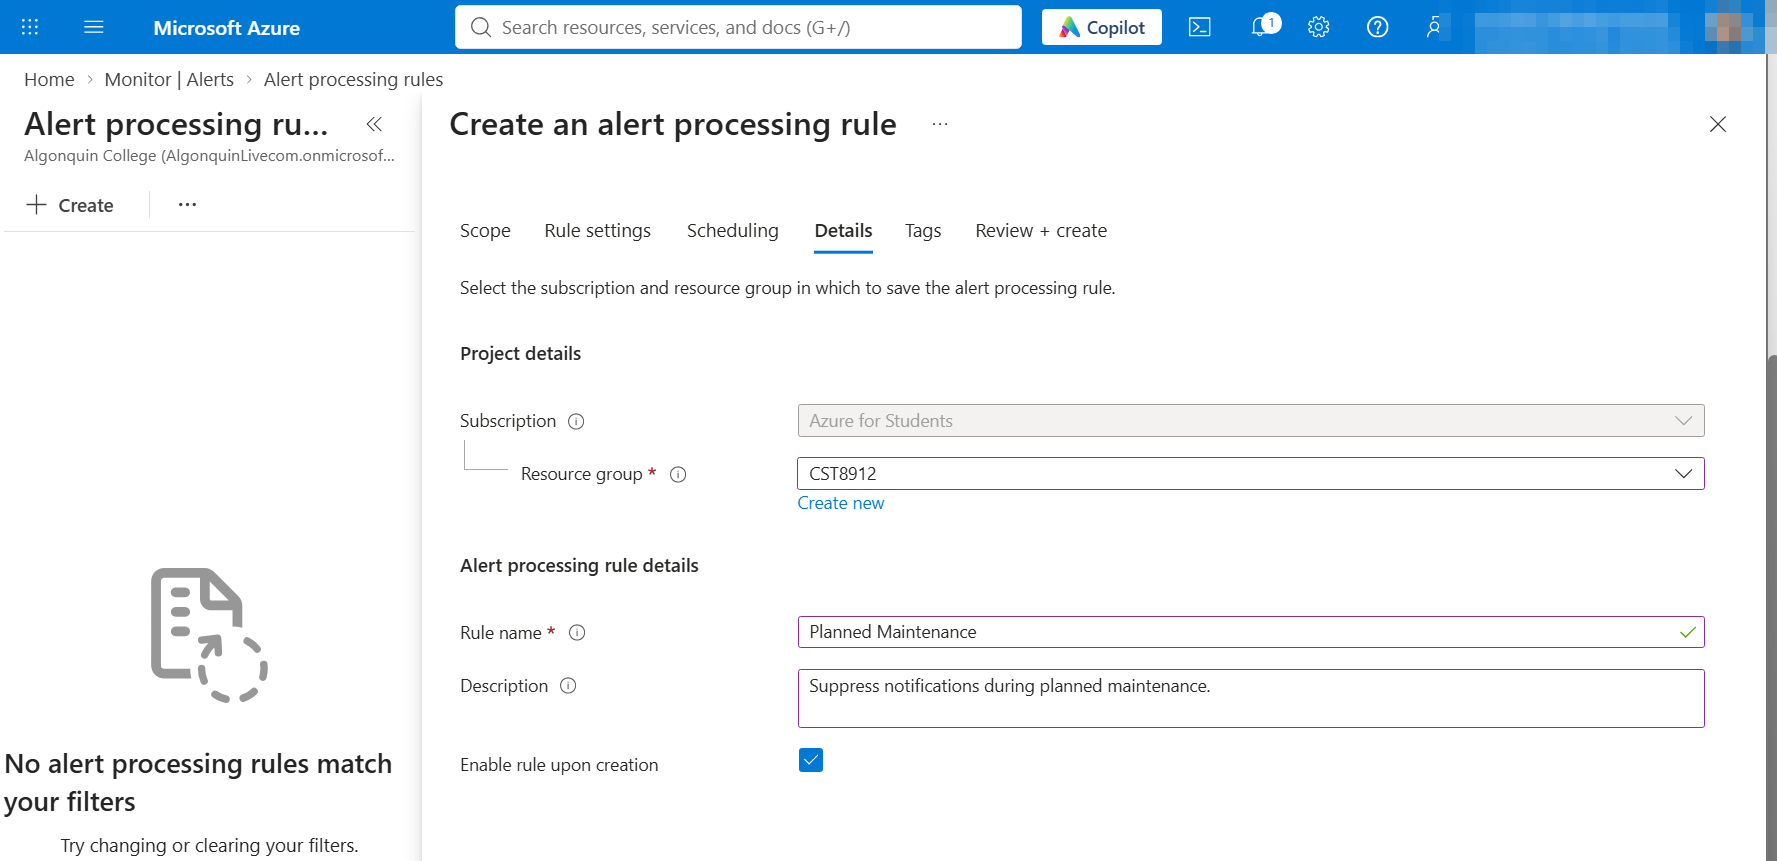 Microsoft Azure
Search resources, services, and docs (G+/)
Copilot
1
Home > Monitor | Alerts > Alert processing rules
Alert processing ru...
Algonquin College (AlgonquinLivecom.onmicrosof...
Create
Create an alert processing rule
Scope Rule settings Scheduling Details Tags Review + create
Select the subscription and resource group in which to save the alert processing rule.
Project details
Subscription
Azure for Students
Resource group *
CST8912
Create new
Alert processing rule details
Rule name *
Planned Maintenance
Description
Suppress notifications during planned maintenance.
Enable rule upon creation
No alert processing rules match
your filters
Try changing or clearing your filters.